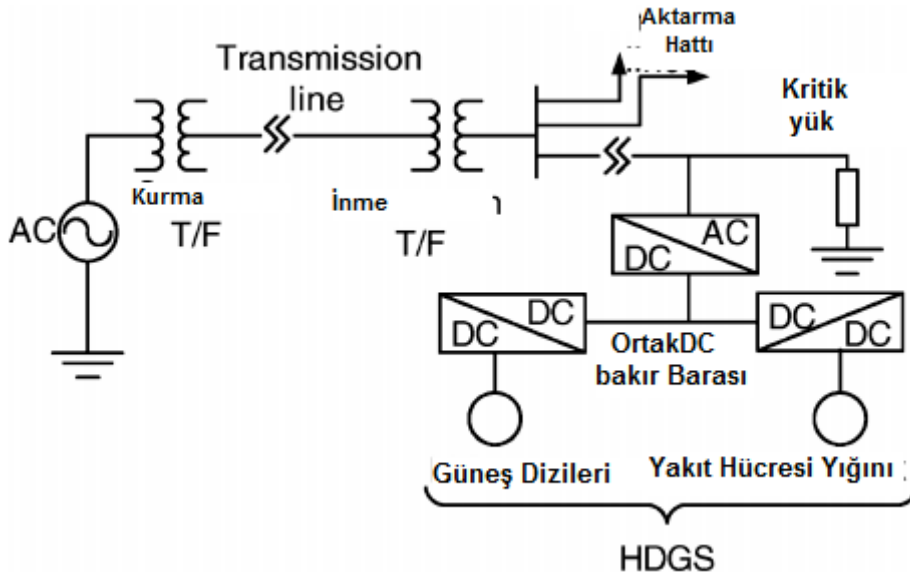 Aktarma
Hattı
Transmission
line
Kritik
yük
Kurma
T/F
İnme
T/F
AC
AC
DC
DC
DC
DC
DC
OrtakDC
bakır Barası
Güneş Dizileri
Yakıt Hücresi Yığını
HDGS